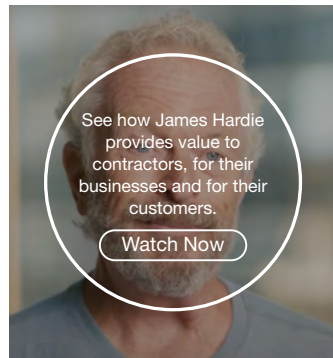 See how James Hardie
provides value to
contractors, for their
businesses and for their
customers.
Watch Now